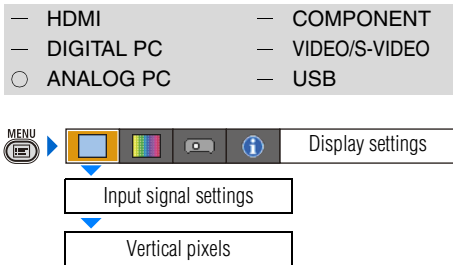 — HDMI — COMPONENT
— DIGITAL PC — VIDEO/S-VIDEO
○ ANALOG PC — USB
MENU Display settings
Input signal settings
Vertical pixels